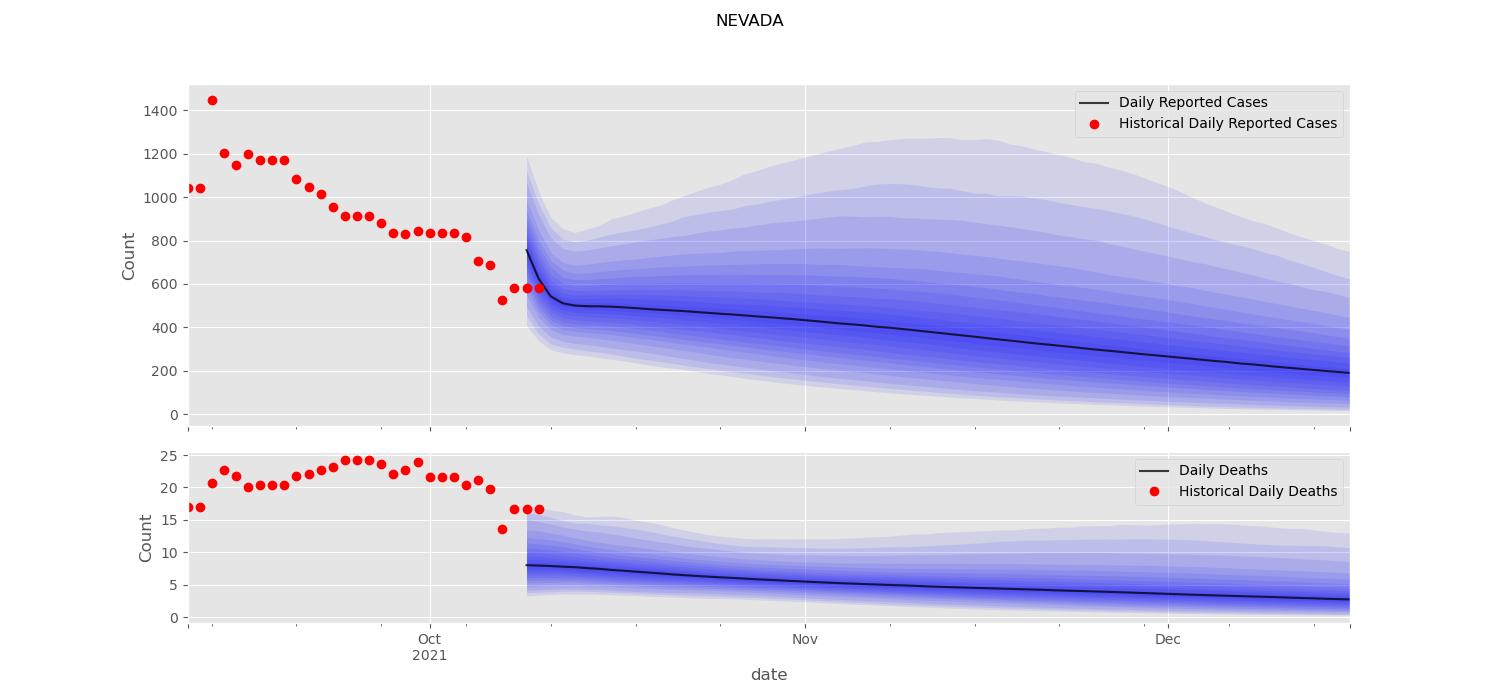 NEVADA
1400
1200
1000
800
600
400
200
0
Count
Daily Reported Cases
Historical Daily Reported Cases
25
20
15
10
5
0
Count
Daily Deaths
Historical Daily Deaths
Oct
2021
Nov
Dec
date